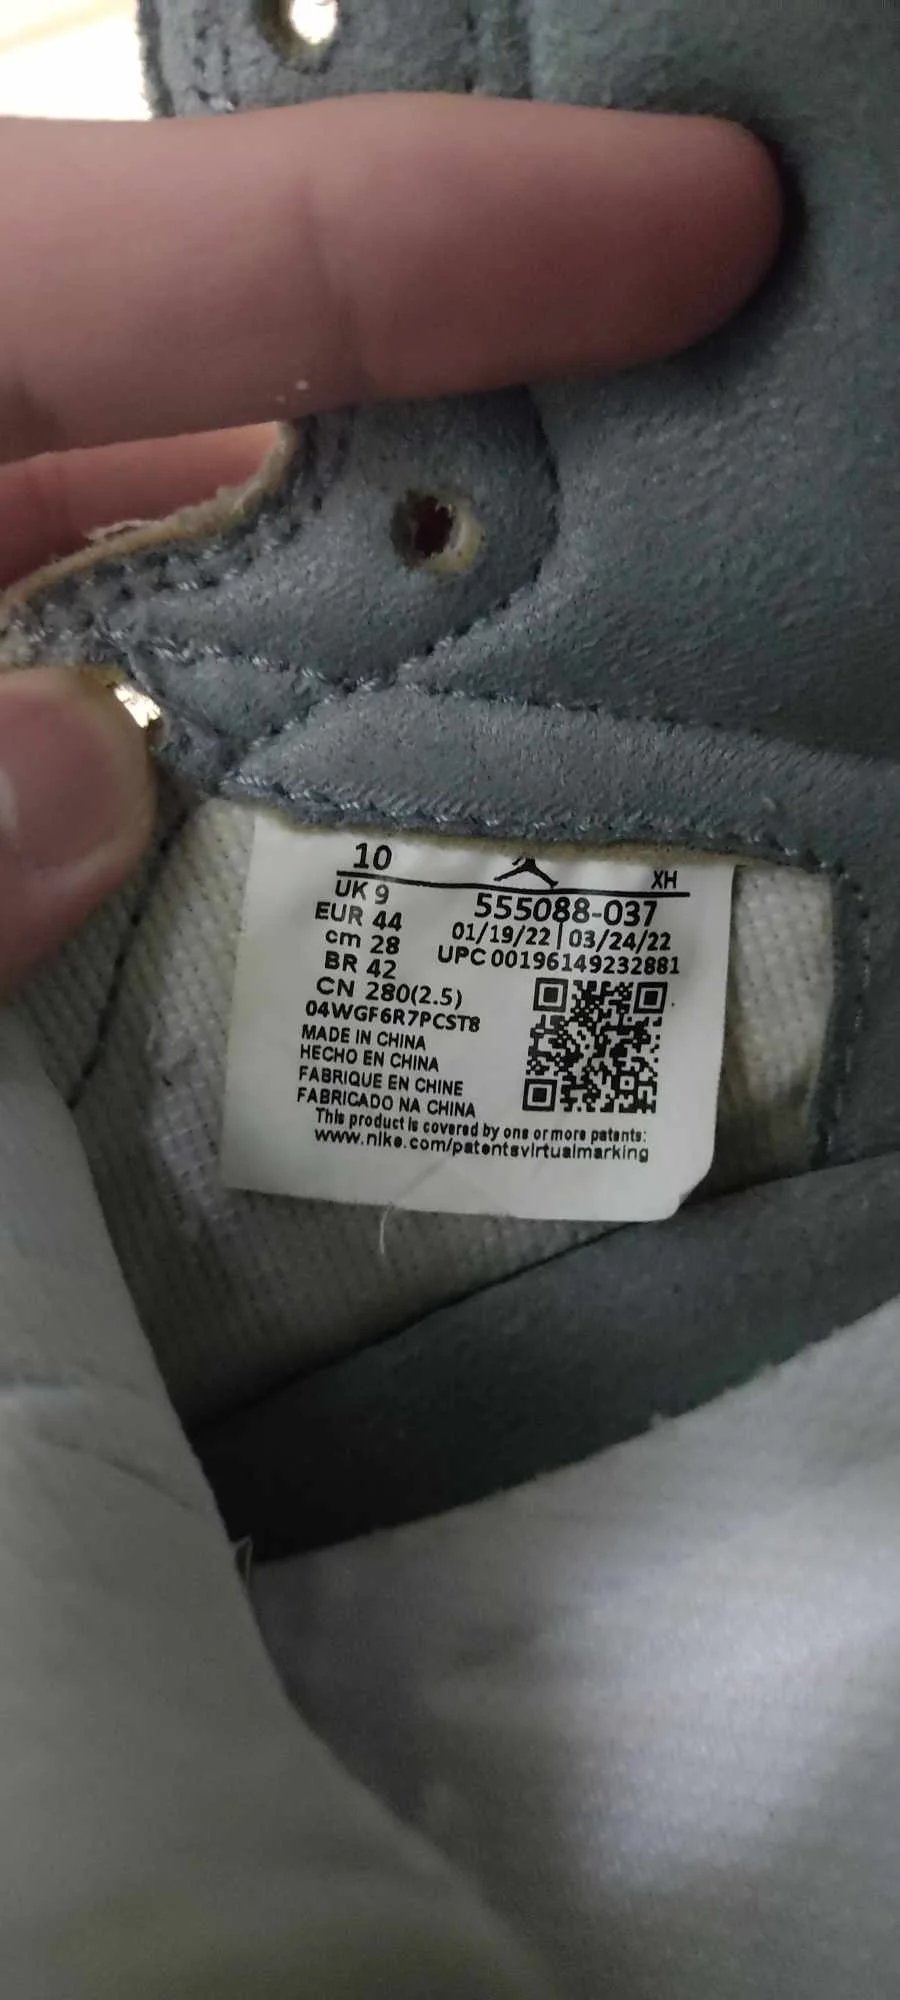 10
XH
UK 9
EUR 44
cm 28
BR 42
CN 280(2.5)
04WGF6R7PCST8
555088-037
01/19/22 | 03/24/22
UPC 00196149232881
MADE IN CHINA
HECHO EN CHINA
FABRIQUE EN CHINE
FABRICADO NA CHINA
This product is covered by one or more patents:
www.nike.com/patentsvirtualmarking